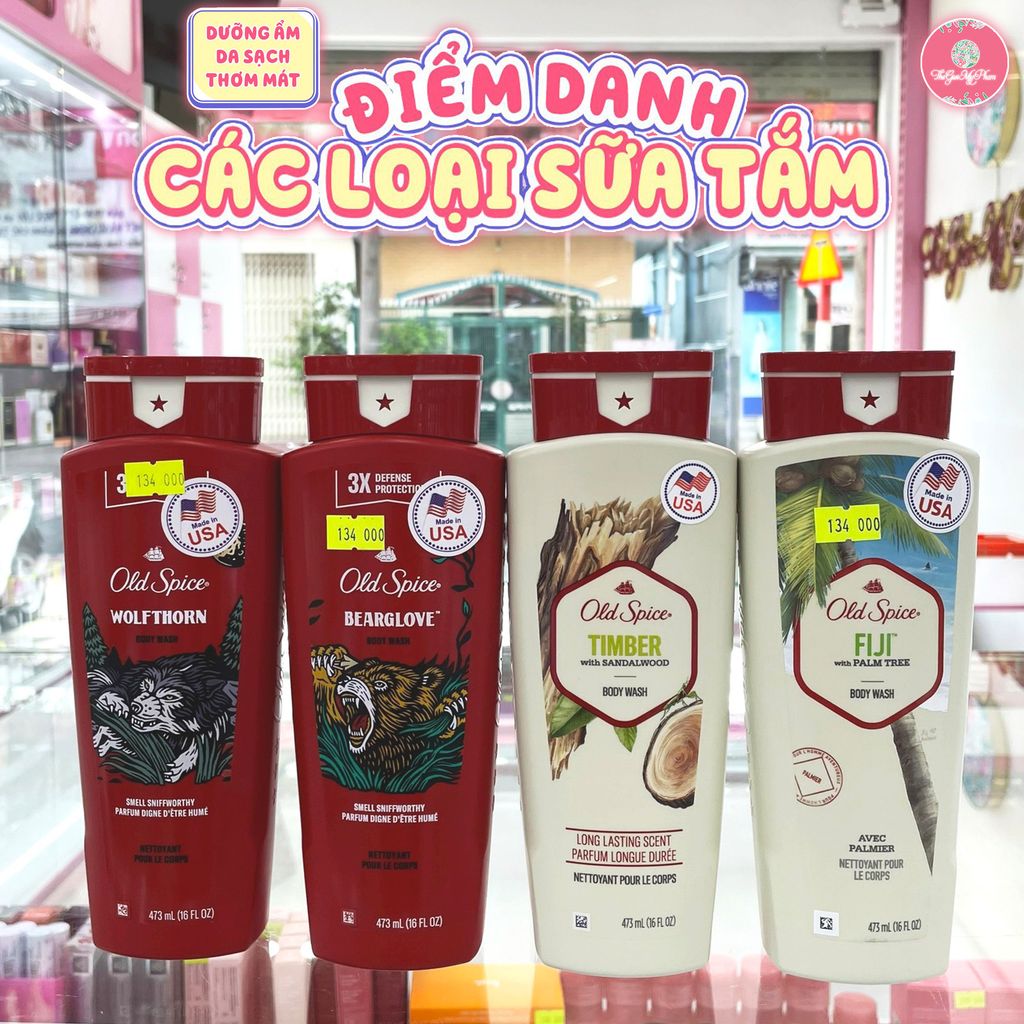 DƯỠNG ẨM
DA SẠCH
THƠM MÁT
ĐIỂM DANH
CÁC LOẠI SỮA TẮM
TheGioiMyPham
134 000
Made in
USA
Old Spice
WOLFTHORN
BODY WASH
SMELL SNIFFWORTHY
PARFUM DIGNE D'ÊTRE HUMÉ
NETTOYANT
POUR LE CORPS
473 mL (16 FL OZ)
3X DEFENSE
PROTECTIO
134 000
Made in
USA
Old Spice
BEARGLOVE™
BODY WASH
SMELL SNIFFWORTHY
PARFUM DIGNE D'ÊTRE HUMÉ
NETTOYANT
POUR LE CORPS
473 mL (16 FL OZ)
Made in
USA
Old Spice
TIMBER
with SANDALWOOD
BODY WASH
LONG LASTING SCENT
PARFUM LONGUE DURÉE
NETTOYANT POUR LE CORPS
473 mL (16 FL OZ)
Made in
USA
134 000
Old Spice
FIJI™
with PALM TREE
BODY WASH
PALMIER
AVEC
PALMIER
NETTOYANT POUR
LE CORPS
473 mL (16 FL OZ)